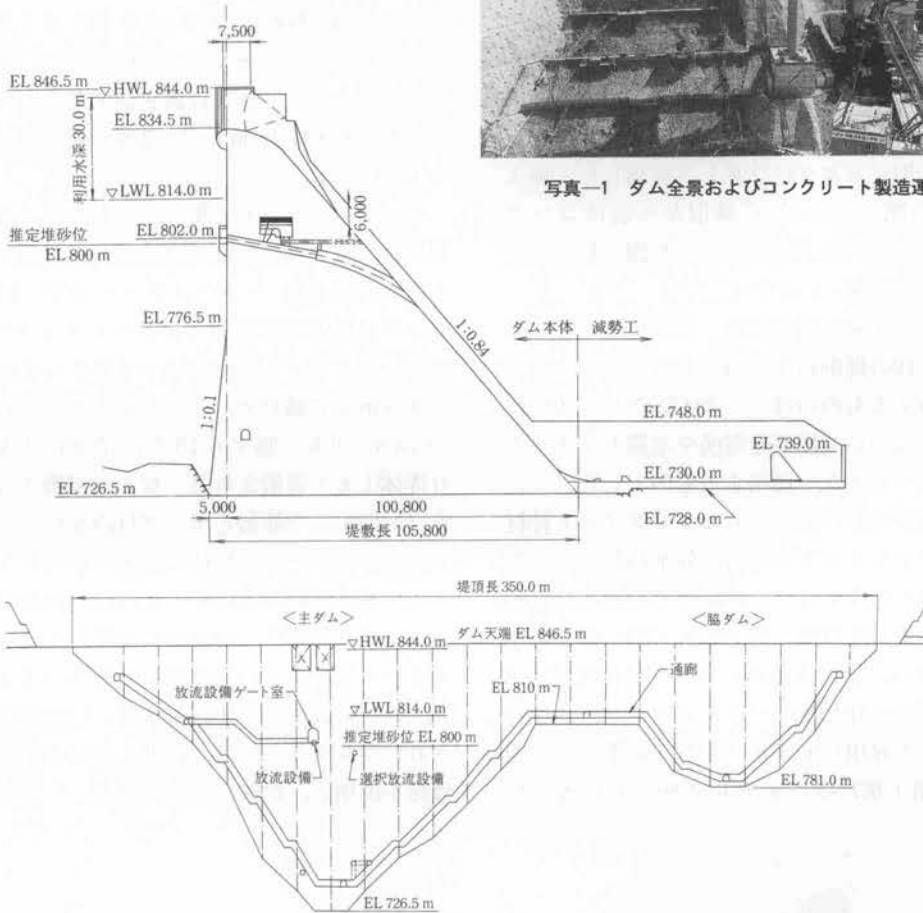 7,500
EL 846.5 m
▽HWL 844.0 m
EL 834.5 m
利用水深 30.0 m
▽LWL 814.0 m
6,000
推定堆砂位
EL 800 m
EL 802.0 m
EL 776.5 m
1:0.84
1:0.1
ダム本体 減勢工
EL 748.0 m
EL 739.0 m
EL 730.0 m
EL 728.0 m
EL 726.5 m
5,000
100,800
堤敷長 105,800
写真―1 ダム全景およびコンクリート製造運
堤頂長 350.0 m
<主ダム>
<脇ダム>
▽HWL 844.0 m
ダム天端 EL 846.5 m
放流設備ゲート室
EL 810 m
通廊
▽LWL 814.0 m
推定堆砂位 EL 800 m
放流設備
選択放流設備
EL 781.0 m
EL 726.5 m